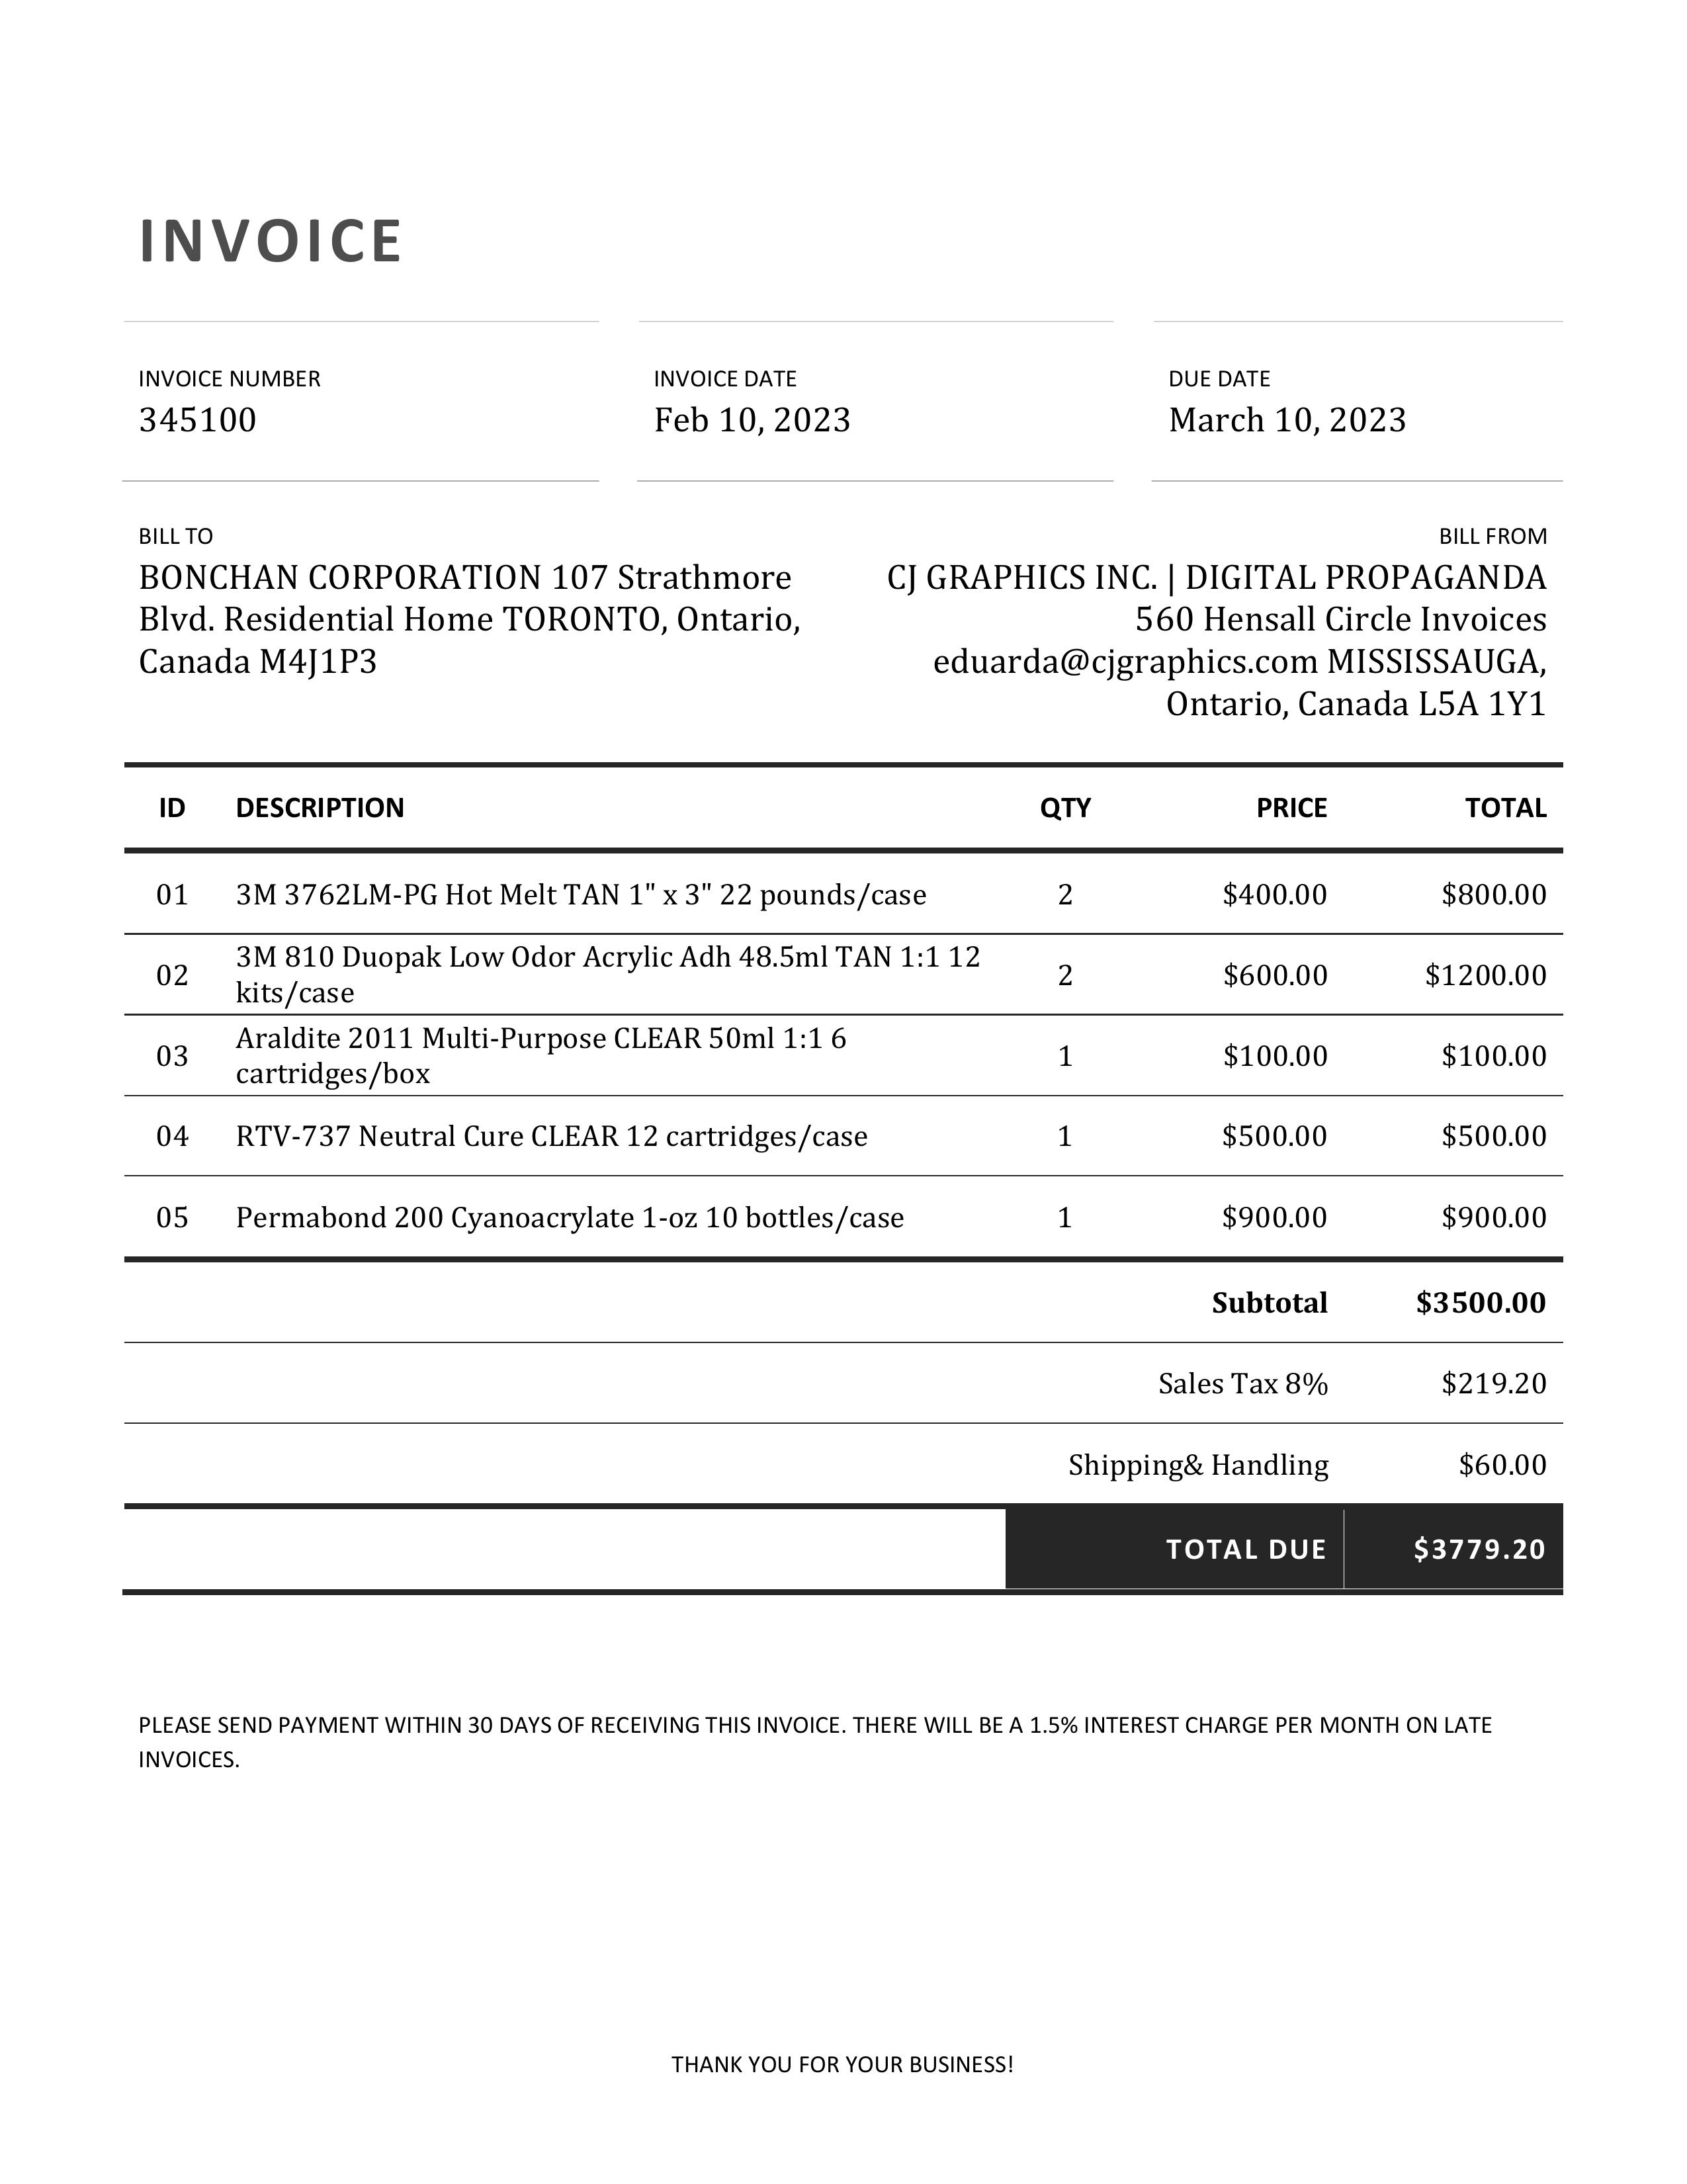 INVOICE
INVOICE NUMBER
345100
INVOICE DATE
Feb 10, 2023
DUE DATE
March 10, 2023
BILL TO
BONCHAN CORPORATION 107 Strathmore
Blvd. Residential Home TORONTO, Ontario,
Canada M4J1P3
BILL FROM
CJ GRAPHICS INC. | DIGITAL PROPAGANDA
560 Hensall Circle Invoices
eduarda@cjgraphics.com MISSISSAUGA,
Ontario, Canada L5A 1Y1
ID DESCRIPTION QTY PRICE TOTAL
01 3M 3762LM-PG Hot Melt TAN 1" x 3" 22 pounds/case 2 $400.00 $800.00
02 3M 810 Duopak Low Odor Acrylic Adh 48.5ml TAN 1:1 12
kits/case 2 $600.00 $1200.00
03 Araldite 2011 Multi-Purpose CLEAR 50ml 1:1 6
cartridges/box 1 $100.00 $100.00
04 RTV-737 Neutral Cure CLEAR 12 cartridges/case 1 $500.00 $500.00
05 Permabond 200 Cyanoacrylate 1-oz 10 bottles/case 1 $900.00 $900.00
Subtotal $3500.00
Sales Tax 8% $219.20
Shipping& Handling $60.00
TOTAL DUE $3779.20
PLEASE SEND PAYMENT WITHIN 30 DAYS OF RECEIVING THIS INVOICE. THERE WILL BE A 1.5% INTEREST CHARGE PER MONTH ON LATE
INVOICES.
THANK YOU FOR YOUR BUSINESS!